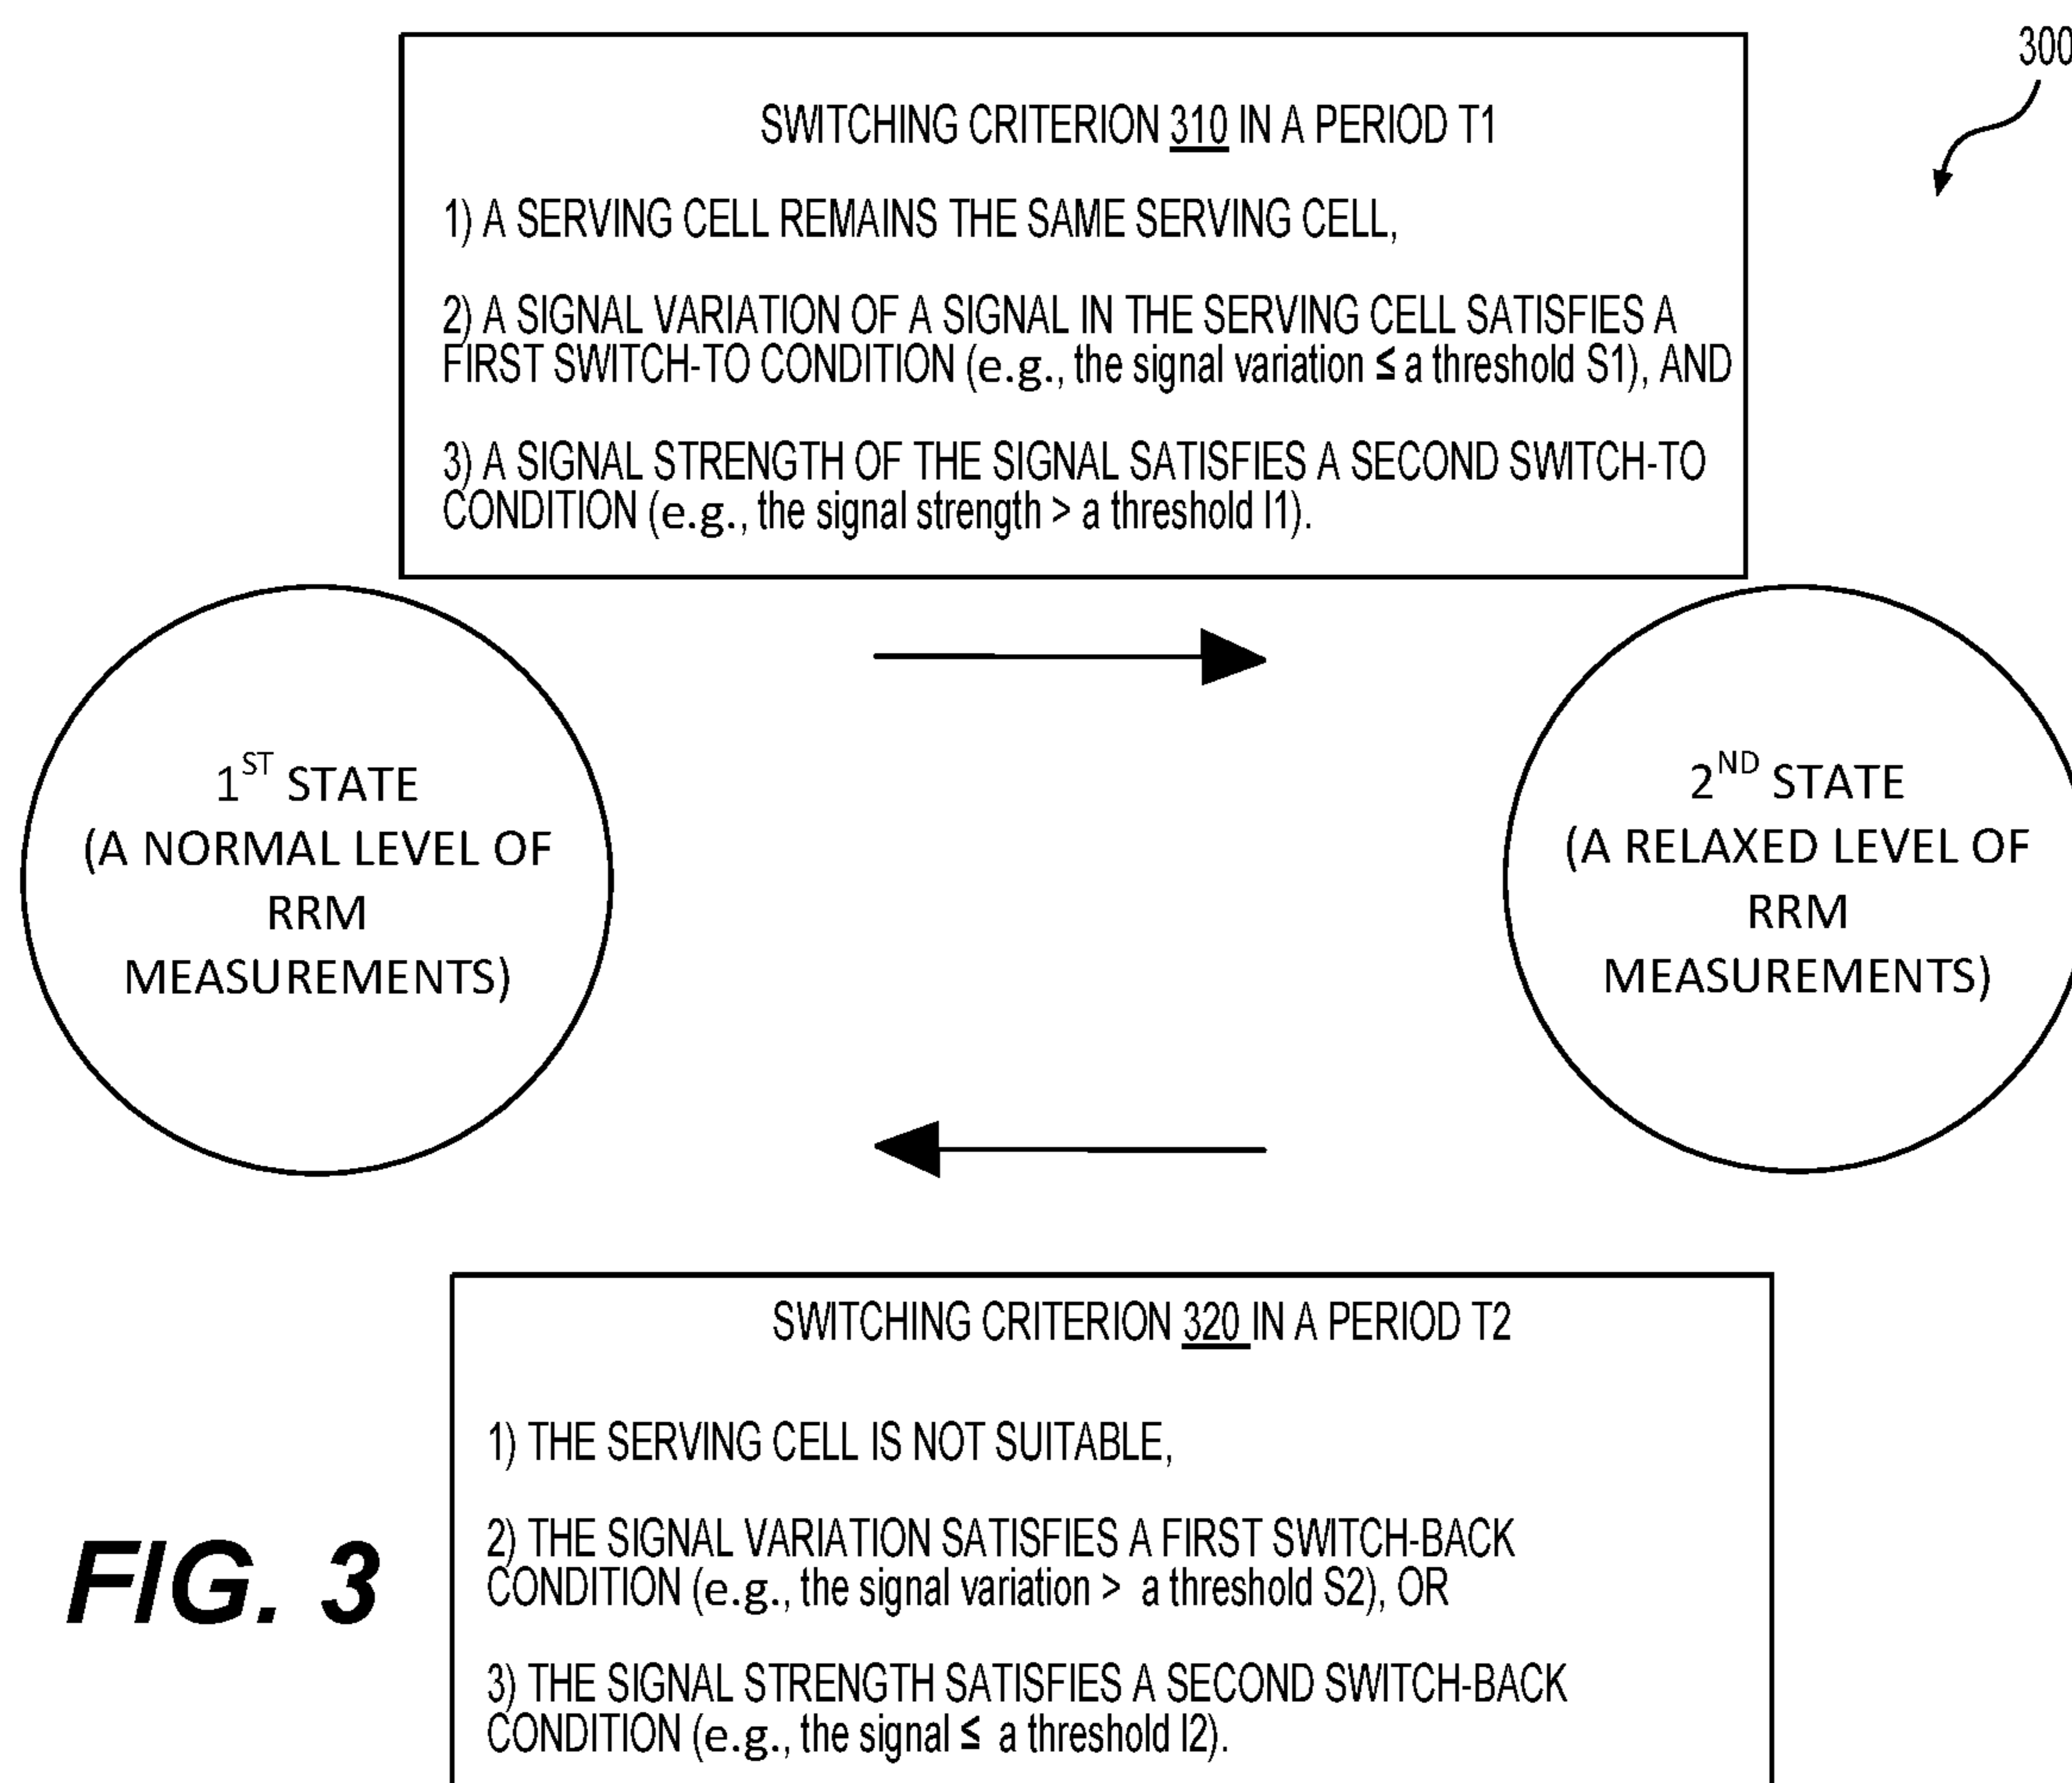 300
SWITCHING CRITERION 310 IN A PERIOD T1
1) A SERVING CELL REMAINS THE SAME SERVING CELL,
2) A SIGNAL VARIATION OF A SIGNAL IN THE SERVING CELL SATISFIES A
FIRST SWITCH-TO CONDITION (e.g., the signal variation ≤ a threshold S1), AND
3) A SIGNAL STRENGTH OF THE SIGNAL SATISFIES A SECOND SWITCH-TO
CONDITION (e.g., the signal strength > a threshold I1).
1ST STATE
(A NORMAL LEVEL OF
RRM
MEASUREMENTS)
2ND STATE
(A RELAXED LEVEL OF
RRM
MEASUREMENTS)
SWITCHING CRITERION 320 IN A PERIOD T2
1) THE SERVING CELL IS NOT SUITABLE,
2) THE SIGNAL VARIATION SATISFIES A FIRST SWITCH-BACK
CONDITION (e.g., the signal variation > a threshold S2), OR
3) THE SIGNAL STRENGTH SATISFIES A SECOND SWITCH-BACK
CONDITION (e.g., the signal ≤ a threshold I2).
FIG. 3